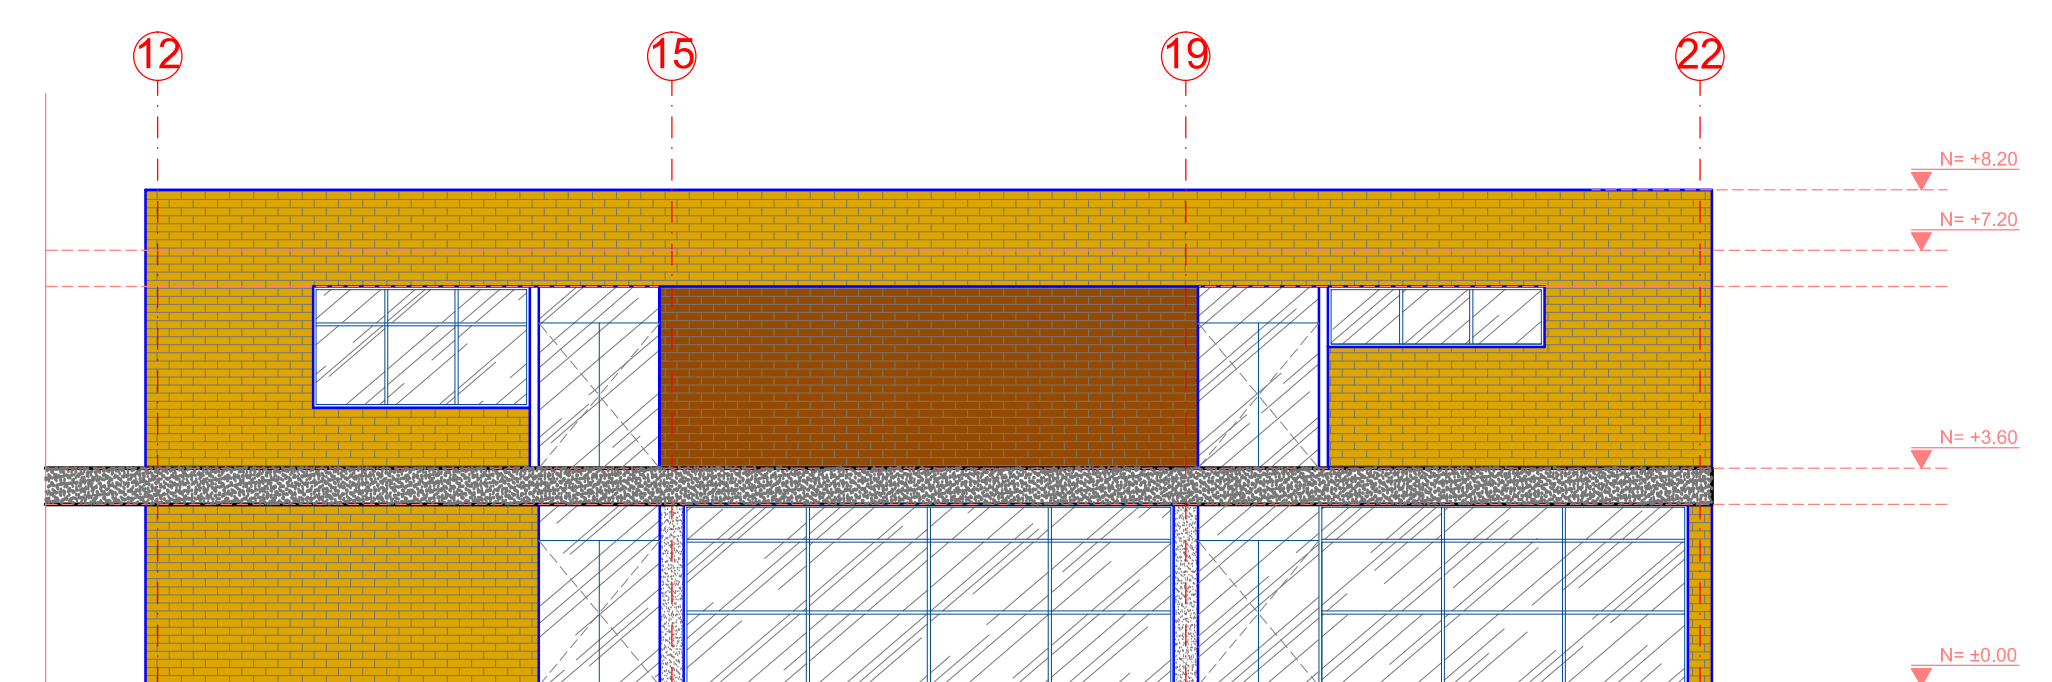 12
15
19
22
N= +8.20
N= +7.20
N= +3.60
N= ±0.00